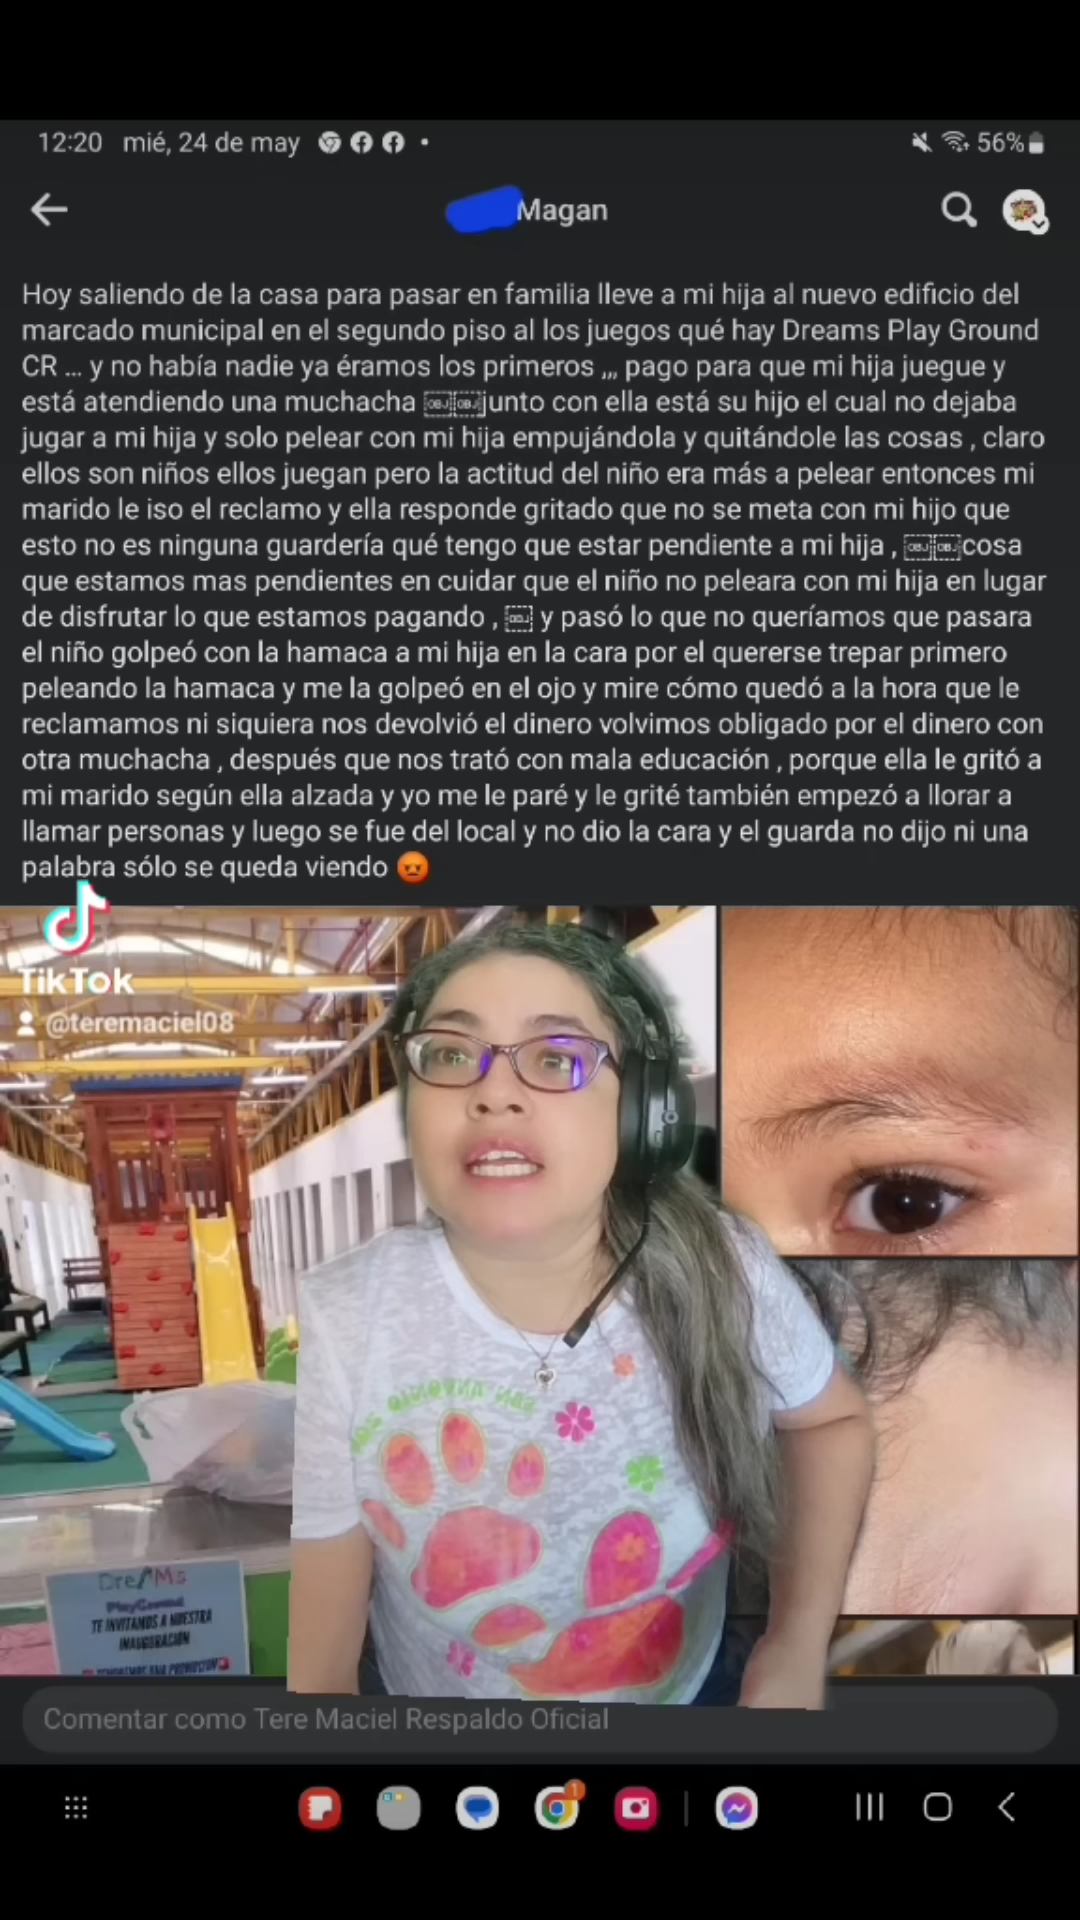 12:20 mié, 24 de may
56%
Magan
Hoy saliendo de la casa para pasar en familia lleve a mi hija al nuevo edificio del
marcado municipal en el segundo piso al los juegos qué hay Dreams Play Ground
CR ... y no había nadie ya éramos los primeros ,,, pago para que mi hija juegue y
está atendiendo una muchacha junto con ella está su hijo el cual no dejaba
jugar a mi hija y solo pelear con mi hija empujándola y quitándole las cosas , claro
ellos son niños ellos juegan pero la actitud del niño era más a pelear entonces mi
marido le iso el reclamo y ella responde gritado que no se meta con mi hijo que
esto no es ninguna guardería qué tengo que estar pendiente a mi hija , cosa
que estamos mas pendientes en cuidar que el niño no peleara con mi hija en lugar
de disfrutar lo que estamos pagando , y pasó lo que no queríamos que pasara
el niño golpeó con la hamaca a mi hija en la cara por el quererse trepar primero
peleando la hamaca y me la golpeó en el ojo y mire cómo quedó a la hora que le
reclamamos ni siquiera nos devolvió el dinero volvimos obligado por el dinero con
otra muchacha , después que nos trató con mala educación , porque ella le gritó a
mi marido según ella alzada y yo me le paré y le grité también empezó a llorar a
llamar personas y luego se fue del local y no dio la cara y el guarda no dijo ni una
palabra sólo se queda viendo 😡
TikTok
@teremaciel08
DreAMs
PlayGround
TE INVITAMOS A NUESTRA
INAUGURACIÓN
Comentar como Tere Maciel Respaldo Oficial
1